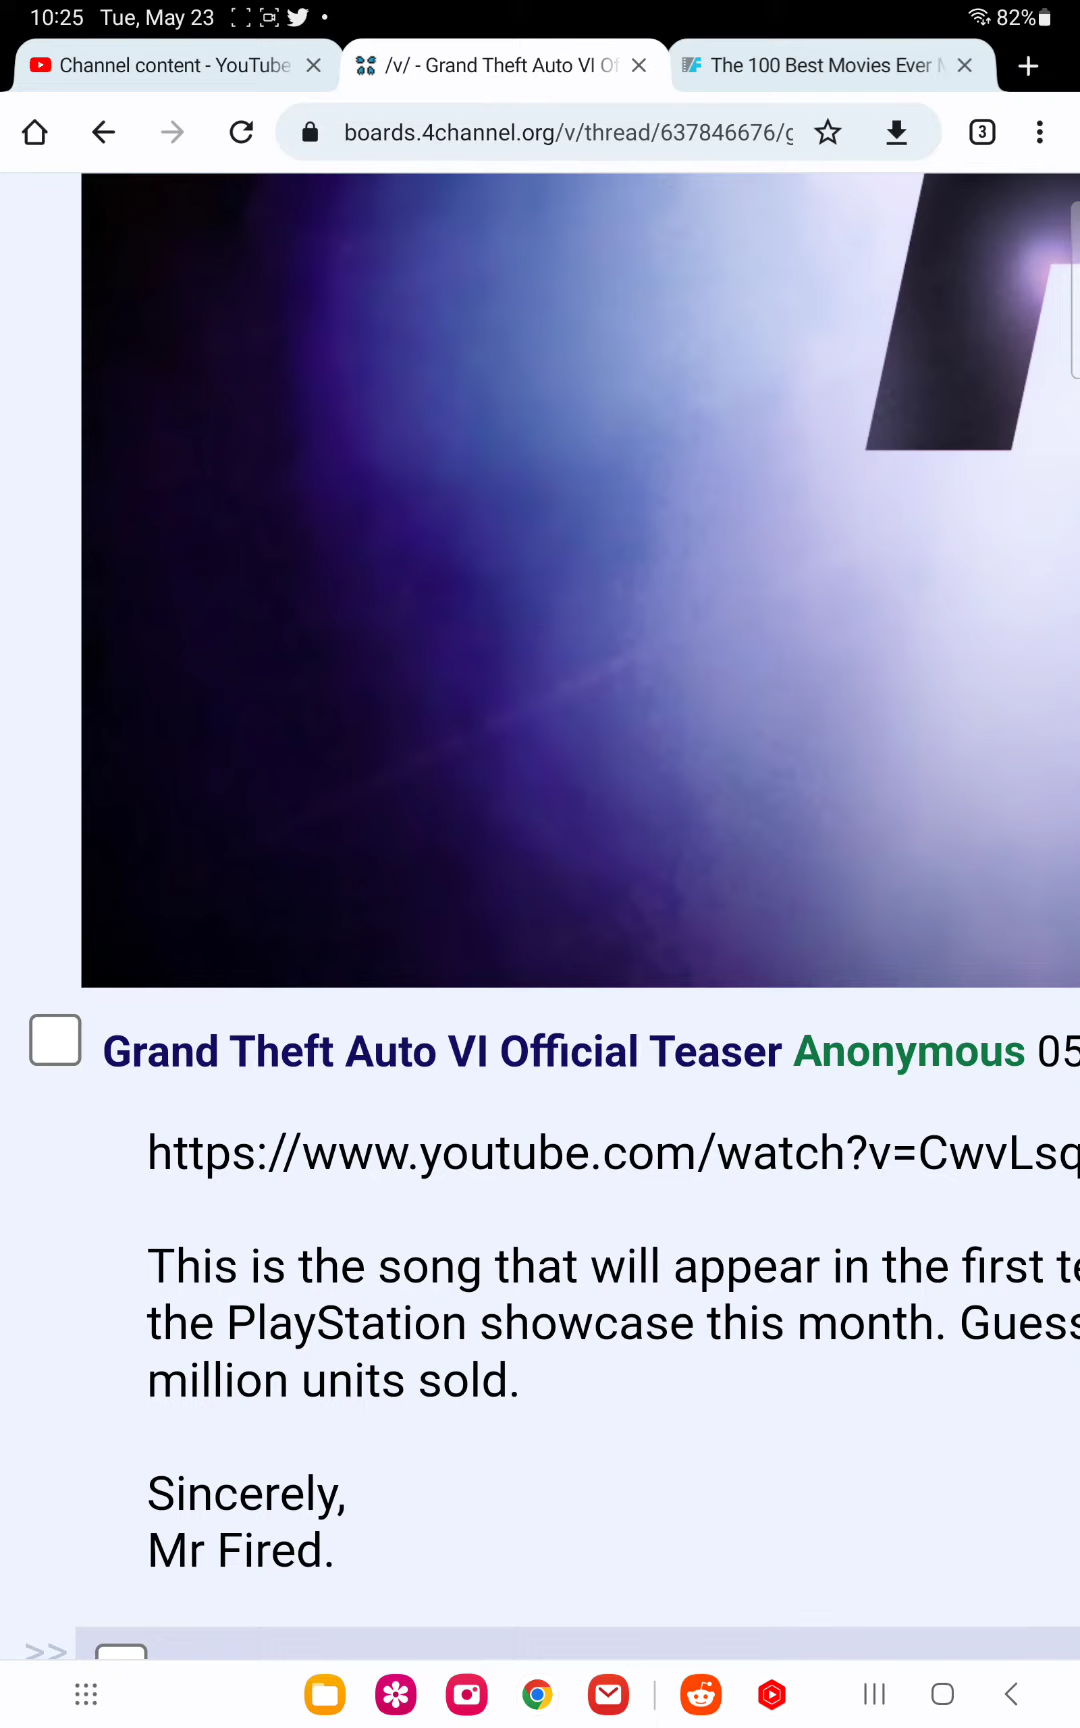 10:25 Tue, May 23
82%
Channel content - YouTube
/v/ - Grand Theft Auto VI Of
The 100 Best Movies Ever
boards.4channel.org/v/thread/637846676/g
3
Grand Theft Auto VI Official Teaser Anonymous 05
https://www.youtube.com/watch?v=CwvLsq
This is the song that will appear in the first te
the PlayStation showcase this month. Guess
million units sold.
Sincerely,
Mr Fired.
>>